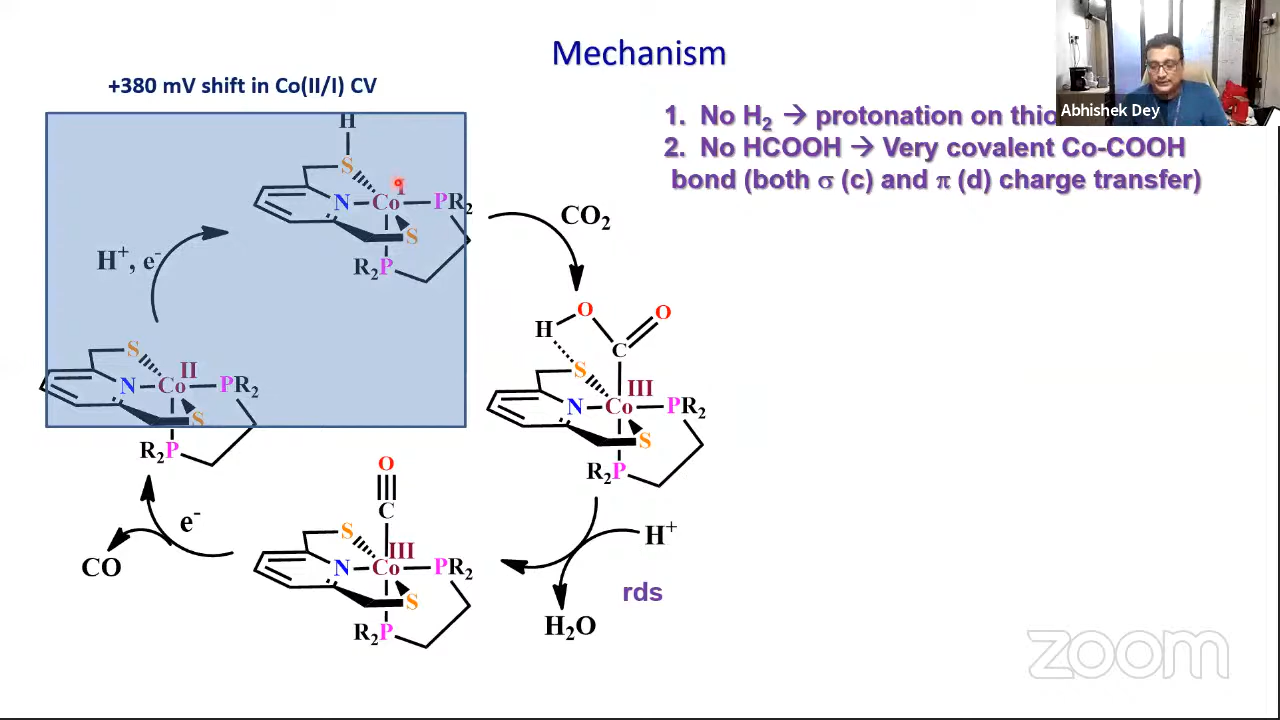 Mechanism
+380 mV shift in Co(II/I) CV
Abhishek Dey
1. No H₂ → protonation on
2. No HCOOH → Very covalent Co-COOH
bond (both σ (c) and π (d) charge transfer)
H
S
N Co PR₂
S
R₂P
CO₂
H⁺, e⁻
H O O
C
S
III
N Co PR₂
S
R₂P
S
II
N Co PR₂
S
R₂P
O
C
S
III
N Co PR₂
S
R₂P
e⁻
CO
H⁺
rds
H₂O
zoom